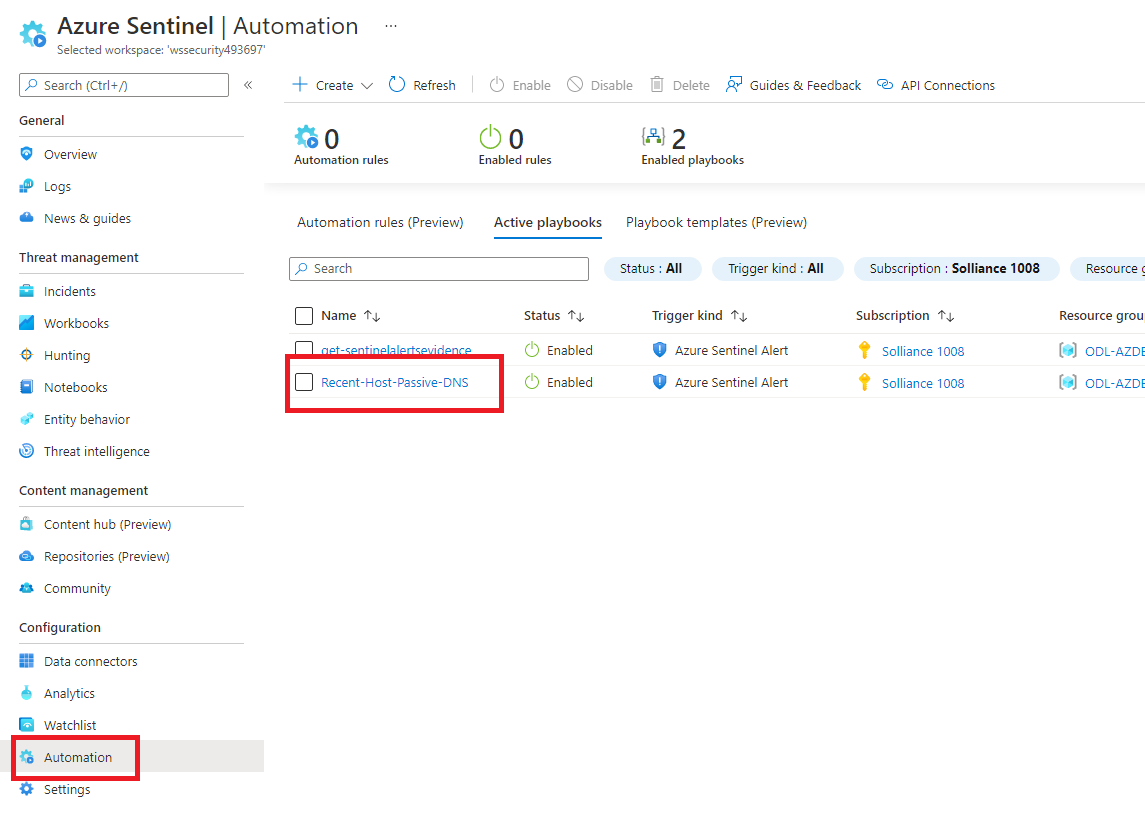 Azure Sentinel | Automation ...
Selected workspace: 'wssecurity493697'
Search (Ctrl+/)
«
General
Overview
Logs
News & guides
Threat management
Incidents
Workbooks
Hunting
Notebooks
Entity behavior
Threat intelligence
Content management
Content hub (Preview)
Repositories (Preview)
Community
Configuration
Data connectors
Analytics
Watchlist
Automation
Settings
Create Refresh Enable Disable Delete Guides & Feedback API Connections
0 0 2
Automation rules Enabled rules Enabled playbooks
Automation rules (Preview) Active playbooks Playbook templates (Preview)
Search Status : All Trigger kind : All Subscription : Solliance 1008 Resource g
Name ↑↓ Status ↑↓ Trigger kind ↑↓ Subscription ↑↓ Resource grou
get-sentinelalertsevidence Enabled Azure Sentinel Alert Solliance 1008 ODL-AZDE
Recent-Host-Passive-DNS Enabled Azure Sentinel Alert Solliance 1008 ODL-AZDE